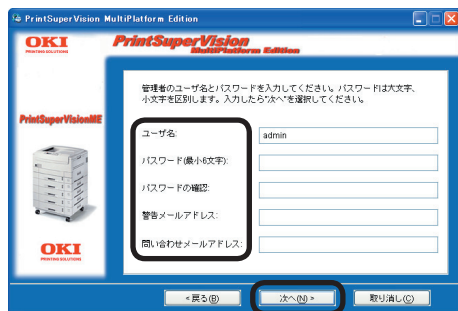 PrintSuperVision MultiPlatform Edition
OKI
PRINTING SOLUTIONS
PrintSuperVision
MultiPlatform Edition
管理者のユーザ名とパスワードを入力してください。パスワードは大文字、
小文字を区別します。入力したら"次へ"を選択してください。
PrintSuperVisionME
ユーザ名:
admin
パスワード(最小6文字):
パスワードの確認:
警告メールアドレス:
問い合わせメールアドレス:
OKI
PRINTING SOLUTIONS
<戻る(B)
次へ(N)>
取り消し(C)